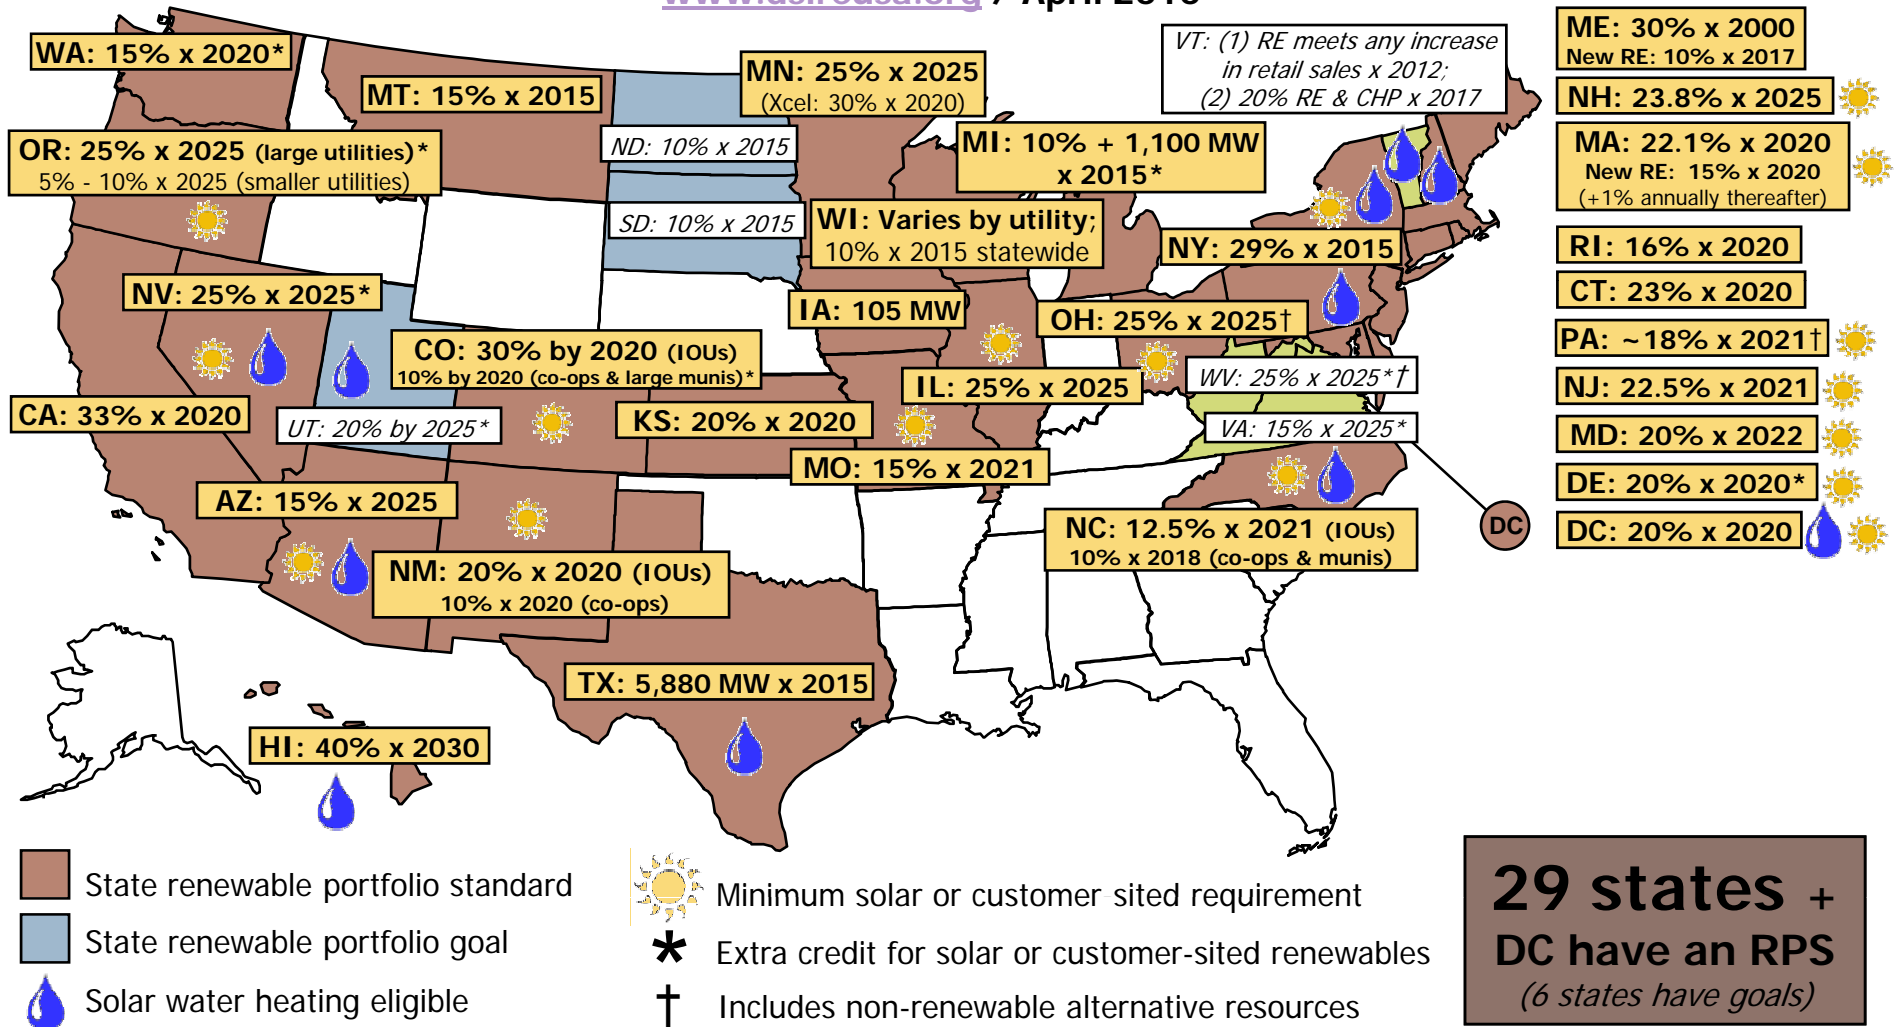 WA: 15% x 2020*
MT: 15% x 2015
MN: 25% x 2025
(Xcel: 30% x 2020)
VT: (1) RE meets any increase
in retail sales x 2012;
(2) 20% RE & CHP x 2017
ME: 30% x 2000
New RE: 10% x 2017
NH: 23.8% x 2025
OR: 25% x 2025 (large utilities)*
5% - 10% x 2025 (smaller utilities)
ND: 10% x 2015
MI: 10% + 1,100 MW
x 2015*
MA: 22.1% x 2020
New RE: 15% x 2020
(+1% annually thereafter)
SD: 10% x 2015
WI: Varies by utility;
10% x 2015 statewide
NY: 29% x 2015
RI: 16% x 2020
NV: 25% x 2025*
IA: 105 MW
OH: 25% x 2025†
CT: 23% x 2020
CO: 30% by 2020 (IOUs)
10% by 2020 (co-ops & large munis)*
PA: ~18% x 2021†
IL: 25% x 2025
WV: 25% x 2025*†
NJ: 22.5% x 2021
CA: 33% x 2020
UT: 20% by 2025*
KS: 20% x 2020
VA: 15% x 2025*
MD: 20% x 2022
MO: 15% x 2021
DE: 20% x 2020*
AZ: 15% x 2025
NC: 12.5% x 2021 (IOUs)
10% x 2018 (co-ops & munis)
DC
DC: 20% x 2020
NM: 20% x 2020 (IOUs)
10% x 2020 (co-ops)
TX: 5,880 MW x 2015
HI: 40% x 2030
State renewable portfolio standard
State renewable portfolio goal
Solar water heating eligible
Minimum solar or customer sited requirement
* Extra credit for solar or customer-sited renewables
† Includes non-renewable alternative resources
29 states +
DC have an RPS
(6 states have goals)